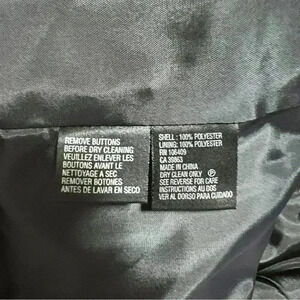 REMOVE BUTTONS
BEFORE DRY CLEANING
VEUILLEZ ENLEVER LES
BOUTONS AVANT LE
NETTOYAGE A SEC
REMOVER BOTONES
ANTES DE LAVAR EN SECO
SHELL : 100% POLYESTER
LINING: 100% POLYESTER
RN 106409
CA 39863
MADE IN CHINA
DRY CLEAN ONLY Ⓟ
SEE REVERSE FOR CARE
INSTRUCTIONS AU DOS
VER AL DORSO PARA CUIDADO